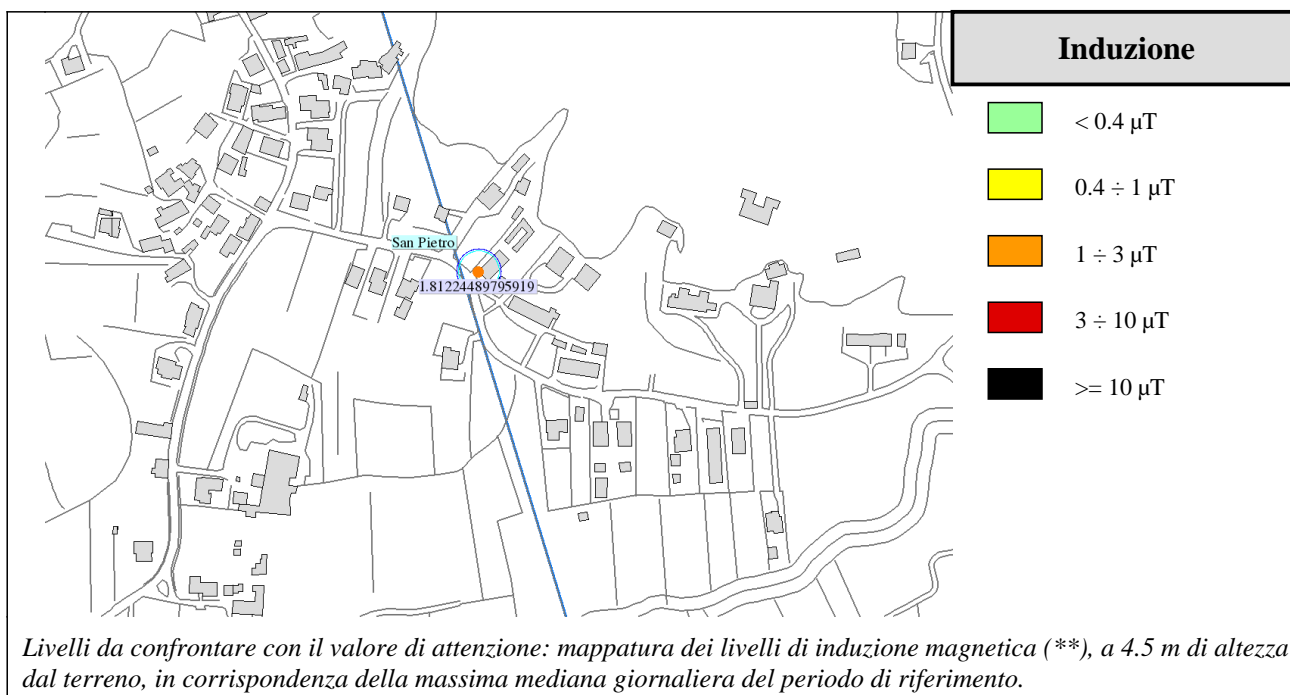 Induzione
< 0.4 µT
0.4 ÷ 1 µT
1 ÷ 3 µT
3 ÷ 10 µT
>= 10 µT
San Pietro
1.81224489795919
Livelli da confrontare con il valore di attenzione: mappatura dei livelli di induzione magnetica (**), a 4.5 m di altezza
dal terreno, in corrispondenza della massima mediana giornaliera del periodo di riferimento.